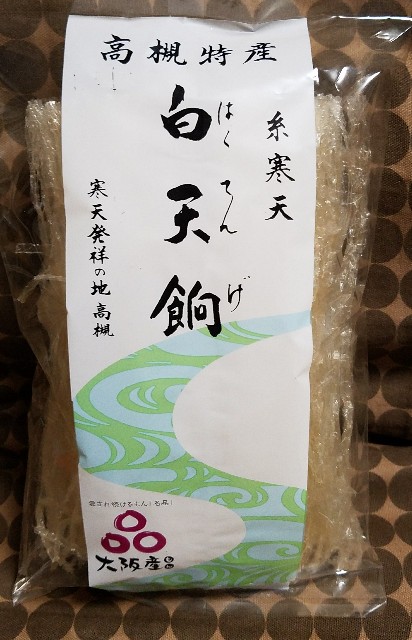 高槻特産
糸寒天
白天餉
はくてんげ
寒天発祥の地 高槻
大阪産